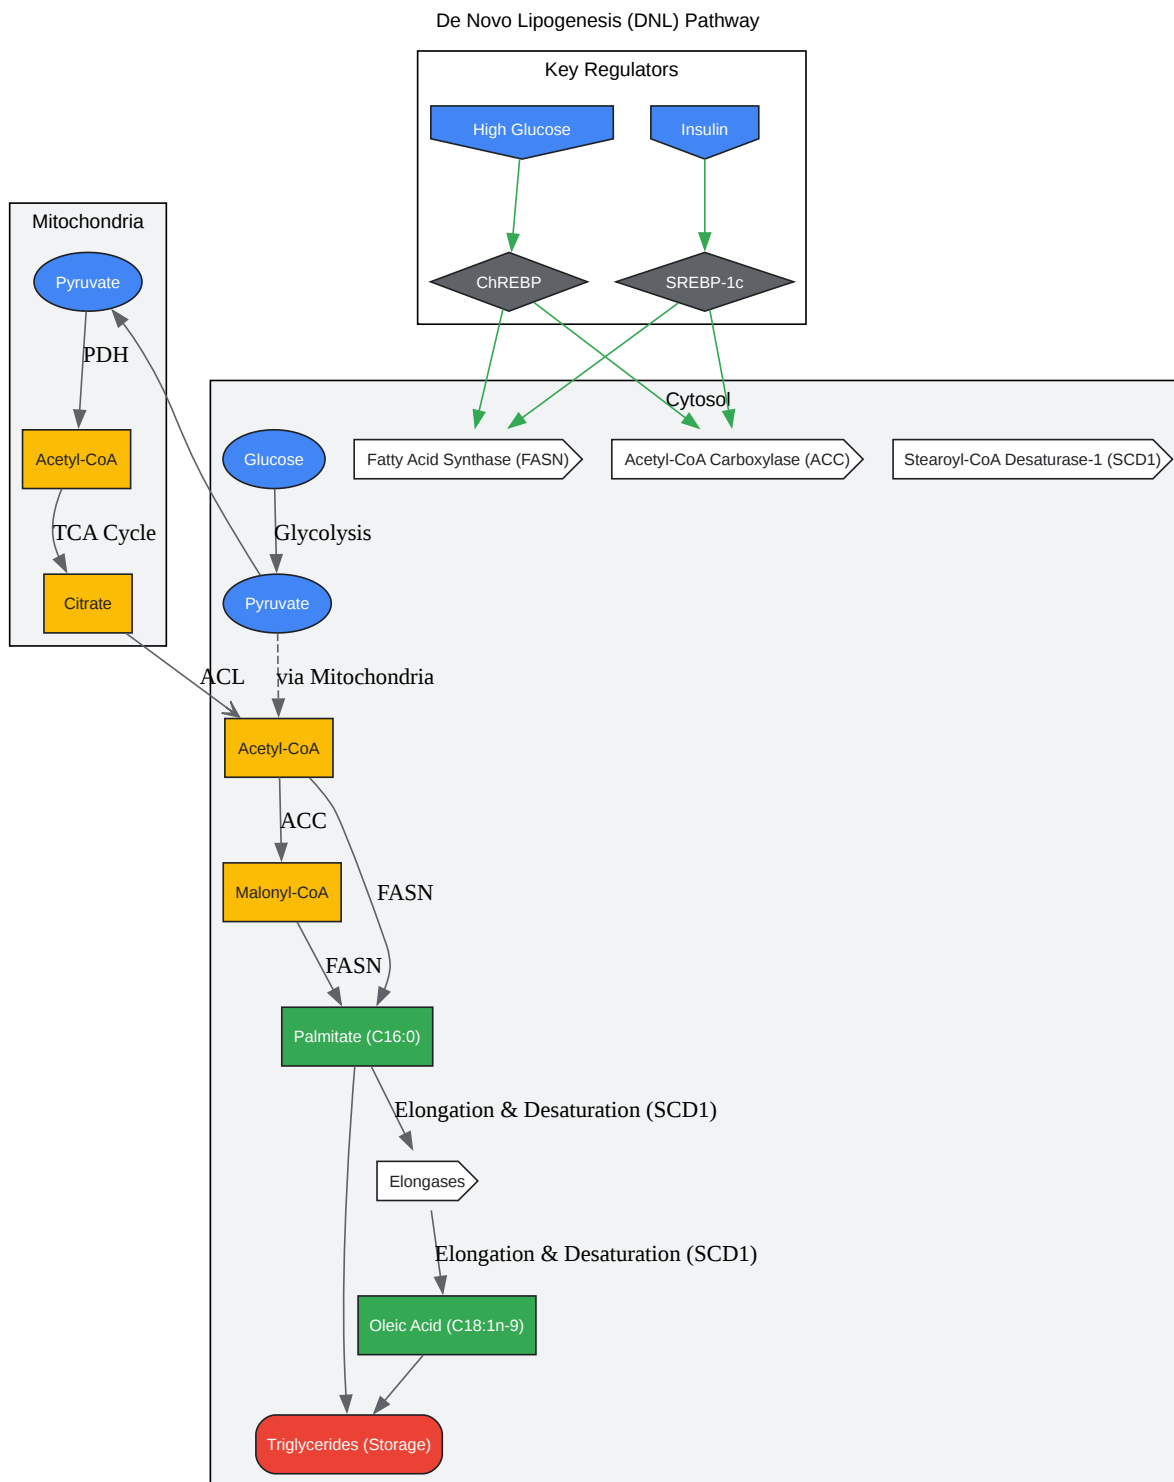 De Novo Lipogenesis (DNL) Pathway
Key Regulators
High Glucose
Insulin
Mitochondria
Pyruvate
ChREBP
SREBP-1c
PDH
Cytosol
Acetyl-CoA
Glucose
Fatty Acid Synthase (FASN)
Acetyl-CoA Carboxylase (ACC)
Stearoyl-CoA Desaturase-1 (SCD1)
TCA Cycle
Glycolysis
Citrate
Pyruvate
ACL
via Mitochondria
Acetyl-CoA
ACC
Malonyl-CoA
FASN
FASN
Palmitate (C16:0)
Elongation & Desaturation (SCD1)
Elongases
Elongation & Desaturation (SCD1)
Oleic Acid (C18:1n-9)
Triglycerides (Storage)